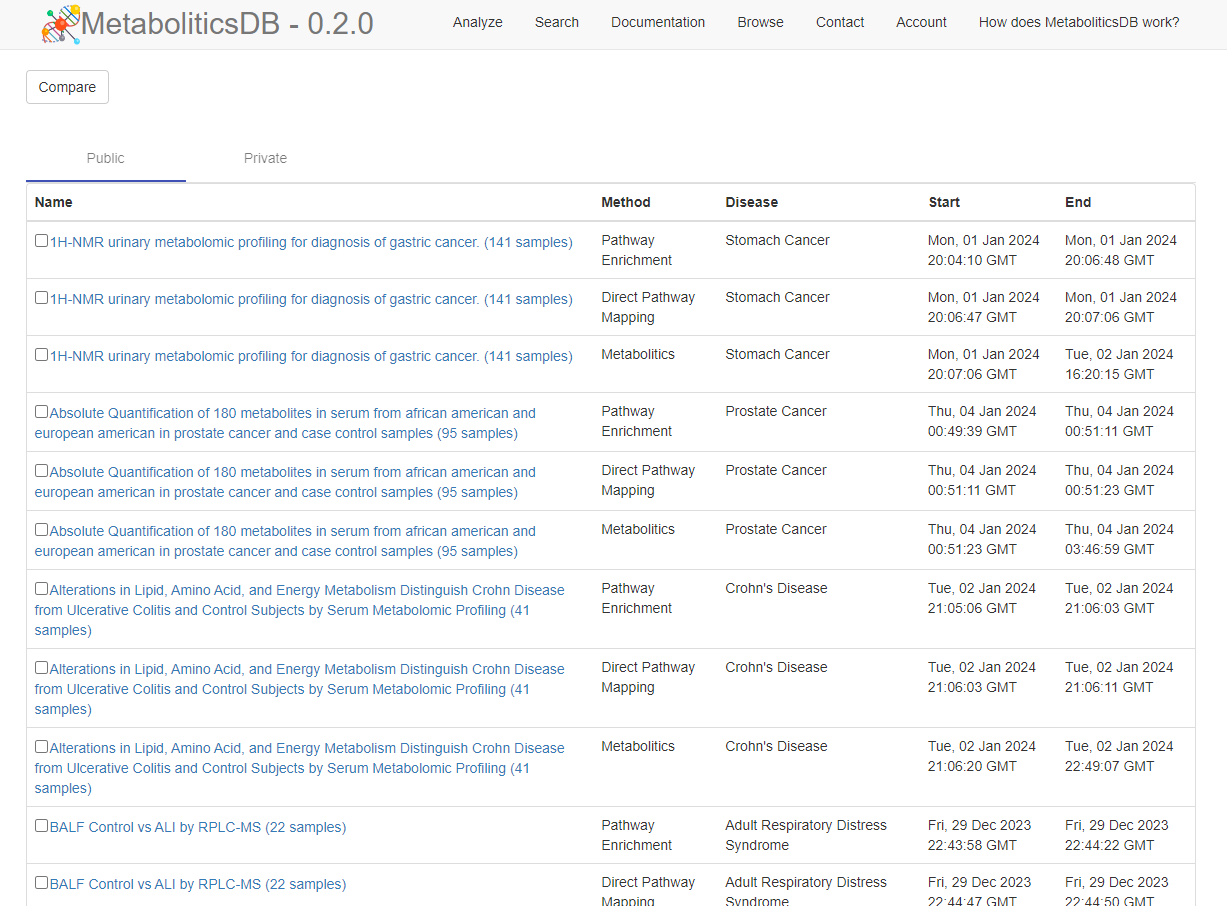 MetaboliticsDB - 0.2.0
Analyze Search Documentation Browse Contact Account How does MetaboliticsDB work?
Compare
Public Private
Name Method Disease Start End
1H-NMR urinary metabolomic profiling for diagnosis of gastric cancer. (141 samples) Pathway Stomach Cancer Mon, 01 Jan 2024 Mon, 01 Jan 2024
Enrichment 20:04:10 GMT 20:06:48 GMT
1H-NMR urinary metabolomic profiling for diagnosis of gastric cancer. (141 samples) Direct Pathway Stomach Cancer Mon, 01 Jan 2024 Mon, 01 Jan 2024
Mapping 20:06:47 GMT 20:07:06 GMT
1H-NMR urinary metabolomic profiling for diagnosis of gastric cancer. (141 samples) Metabolitics Stomach Cancer Mon, 01 Jan 2024 Tue, 02 Jan 2024
20:07:06 GMT 16:20:15 GMT
Absolute Quantification of 180 metabolites in serum from african american and Pathway Prostate Cancer Thu, 04 Jan 2024 Thu, 04 Jan 2024
european american in prostate cancer and case control samples (95 samples) Enrichment 00:49:39 GMT 00:51:11 GMT
Absolute Quantification of 180 metabolites in serum from african american and Direct Pathway Prostate Cancer Thu, 04 Jan 2024 Thu, 04 Jan 2024
european american in prostate cancer and case control samples (95 samples) Mapping 00:51:11 GMT 00:51:23 GMT
Absolute Quantification of 180 metabolites in serum from african american and Metabolitics Prostate Cancer Thu, 04 Jan 2024 Thu, 04 Jan 2024
european american in prostate cancer and case control samples (95 samples) 00:51:23 GMT 03:46:59 GMT
Alterations in Lipid, Amino Acid, and Energy Metabolism Distinguish Crohn Disease Pathway Crohn's Disease Tue, 02 Jan 2024 Tue, 02 Jan 2024
from Ulcerative Colitis and Control Subjects by Serum Metabolomic Profiling (41 Enrichment 21:05:06 GMT 21:06:03 GMT
samples)
Alterations in Lipid, Amino Acid, and Energy Metabolism Distinguish Crohn Disease Direct Pathway Crohn's Disease Tue, 02 Jan 2024 Tue, 02 Jan 2024
from Ulcerative Colitis and Control Subjects by Serum Metabolomic Profiling (41 Mapping 21:06:03 GMT 21:06:11 GMT
samples)
Alterations in Lipid, Amino Acid, and Energy Metabolism Distinguish Crohn Disease Metabolitics Crohn's Disease Tue, 02 Jan 2024 Tue, 02 Jan 2024
from Ulcerative Colitis and Control Subjects by Serum Metabolomic Profiling (41 21:06:20 GMT 22:49:07 GMT
samples)
BALF Control vs ALI by RPLC-MS (22 samples) Pathway Adult Respiratory Distress Fri, 29 Dec 2023 Fri, 29 Dec 2023
Enrichment Syndrome 22:43:58 GMT 22:44:22 GMT
BALF Control vs ALI by RPLC-MS (22 samples) Direct Pathway Adult Respiratory Distress Fri, 29 Dec 2023 Fri, 29 Dec 2023
Mapping Syndrome 22:44:47 GMT 22:44:50 GMT